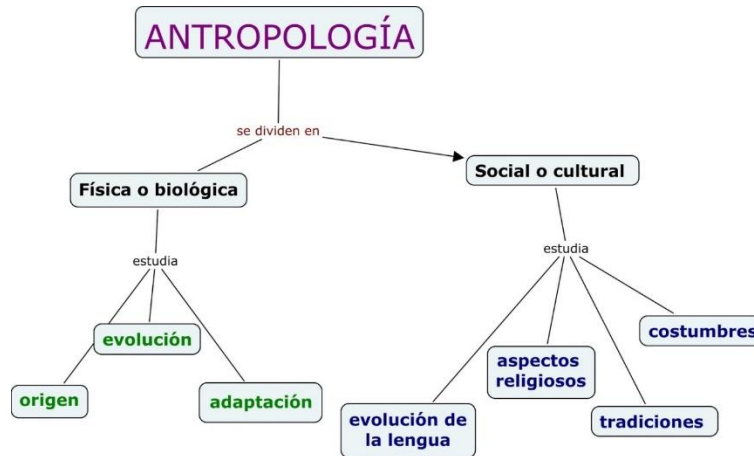 ANTROPOLOGÍA
se dividen en
Física o biológica
estudia
origen
evolución
adaptación
Social o cultural
estudia
evolución de
la lengua
aspectos
religiosos
tradiciones
costumbres